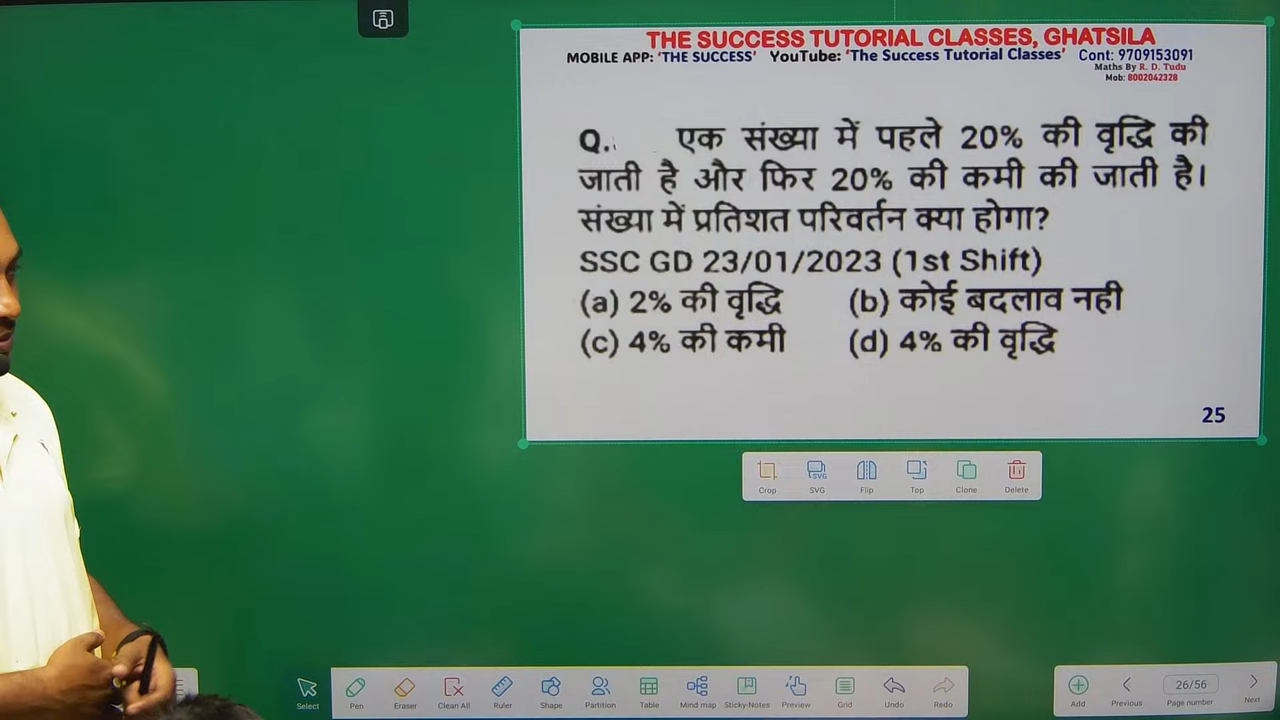 THE SUCCESS TUTORIAL CLASSES, GHATSILA
MOBILE APP: 'THE SUCCESS' YouTube: 'The Success Tutorial Classes' Cont: 9709153091
Maths By R. D. Tudu
Mob: 8002042328
Q. एक संख्या में पहले 20% की वृद्धि की
जाती है और फिर 20% की कमी की जाती है।
संख्या में प्रतिशत परिवर्तन क्या होगा?
SSC GD 23/01/2023 (1st Shift)
(a) 2% की वृद्धि (b) कोई बदलाव नही
(c) 4% की कमी (d) 4% की वृद्धि
25
Crop SVG Flip Top Clone Delete
Select Pen Eraser Clean All Ruler Shape Partition Table Mind map Sticky-Notes Preview Grid Undo Redo Add Previous 26/56 Page number Next